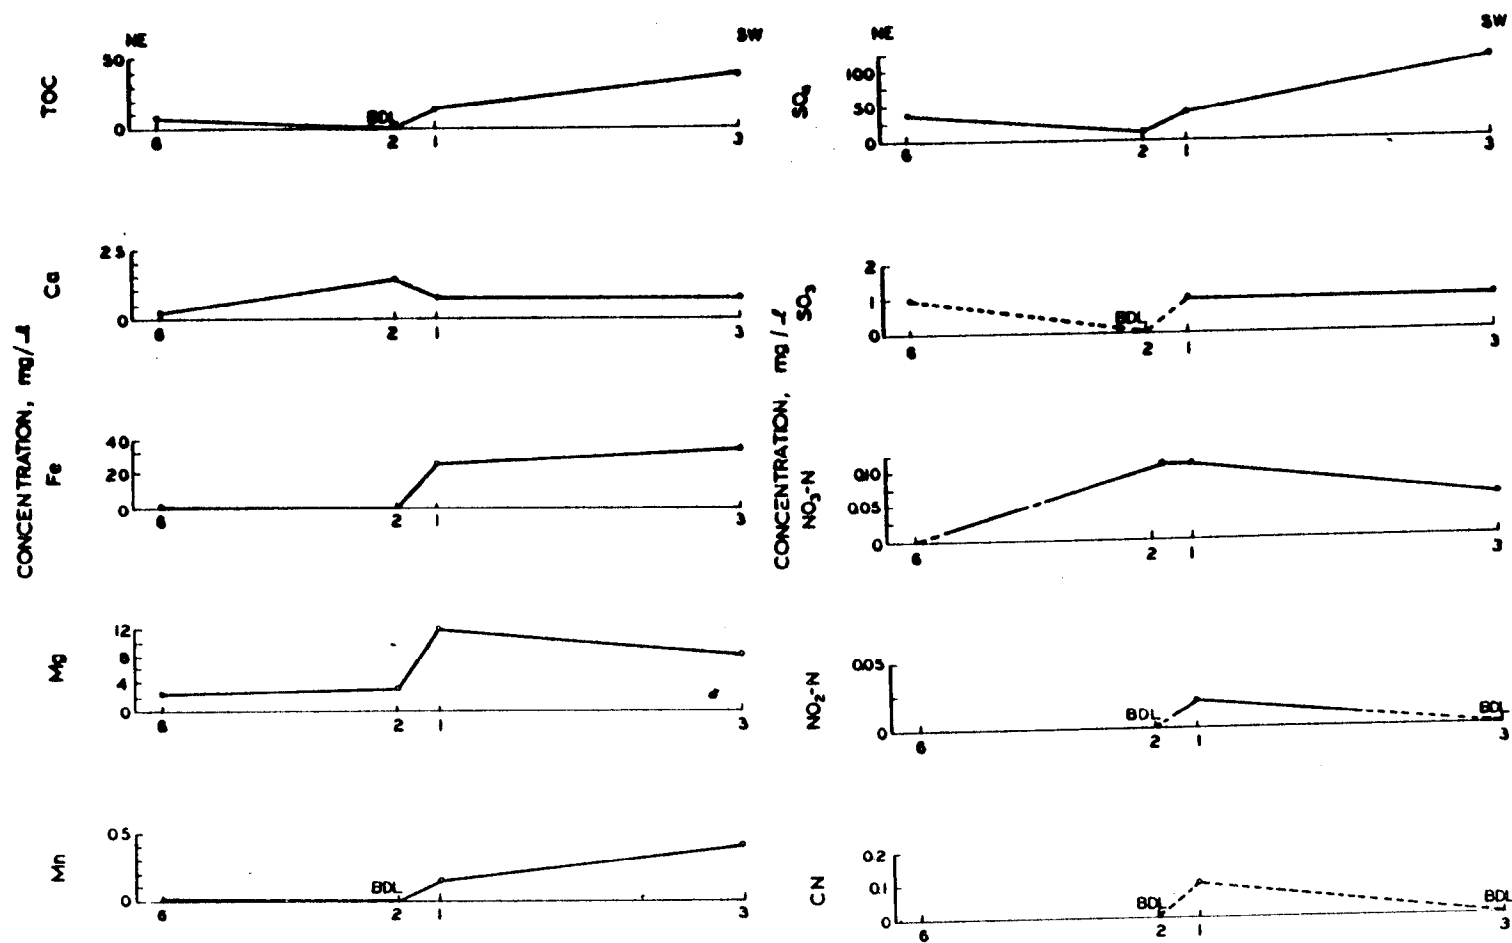 NE SW
50
TOC
BDL
0
6 2 1 3
25
Ca
0
6 2 1 3
CONCENTRATION, mg/l
40
Fe
20
0
6 2 1 3
12
Mg
8
4
0
6 2 1 3
0.5
Mn
BDL
0
6 2 1 3
NE SW
100
SO4
50
0
6 2 1 3
2
SO3
1
BDL
0
6 2 1 3
CONCENTRATION, mg/l
0.10
NO3-N
0.05
0
6 2 1 3
0.05
NO2-N
BDL BDL
0
6 2 1 3
0.2
CN
0.1
BDL BDL
0
6 2 1 3